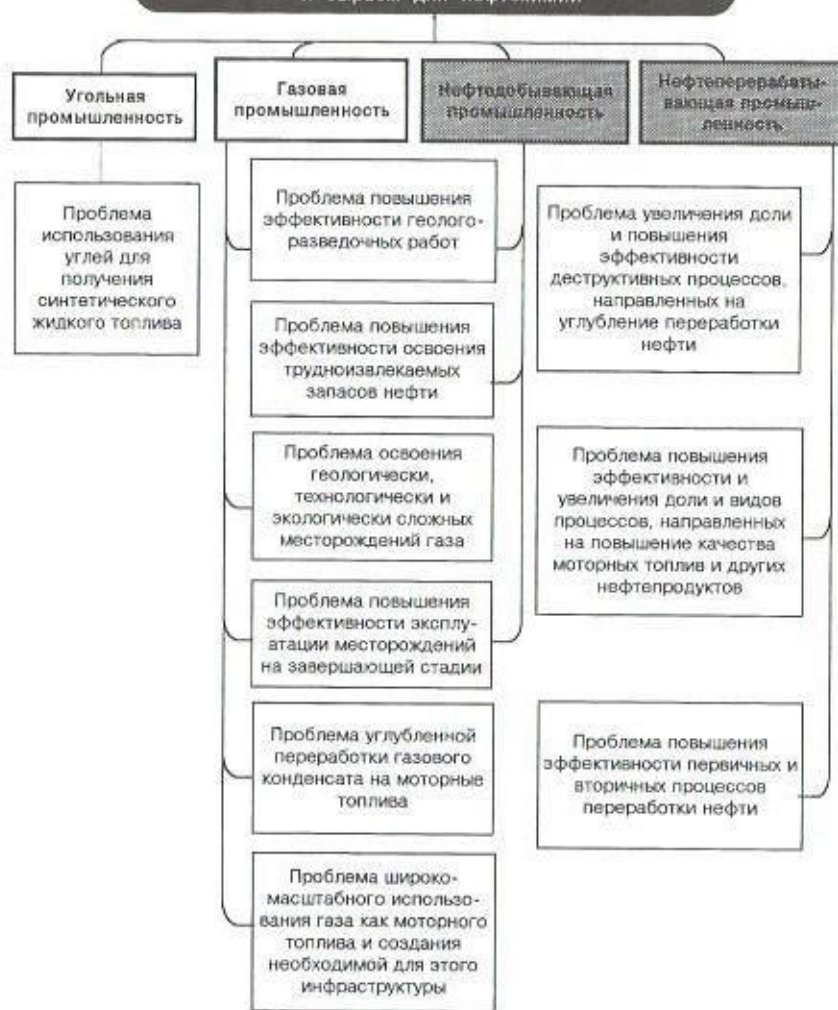 Угольная
промышленность
Газовая
промышленность
Нефтедобывающая
промышленность
Нефтеперерабаты-
вающая промыш-
ленность
Проблема
использования
углей для
получения
синтетического
жидкого топлива
Проблема повышения
эффективности геолого-
разведочных работ
Проблема повышения
эффективности освоения
трудноизвлекаемых
запасов нефти
Проблема освоения
геологически,
технологически и
экологически сложных
месторождений газа
Проблема повышения
эффективности эксплу-
атации месторождений
на завершающей стадии
Проблема углубленной
переработки газового
конденсата на моторные
топлива
Проблема широко-
масштабного использо-
вания газа как моторного
топлива и создания
необходимой для этого
инфраструктуры
Проблема увеличения доли
и повышения
эффективности
деструктивных процессов,
направленных на
углубление переработки
нефти
Проблема повышения
эффективности и
увеличения доли и видов
процессов, направленных
на повышение качества
моторных топлив и других
нефтепродуктов
Проблема повышения
эффективности первичных и
вторичных процессов
переработки нефти